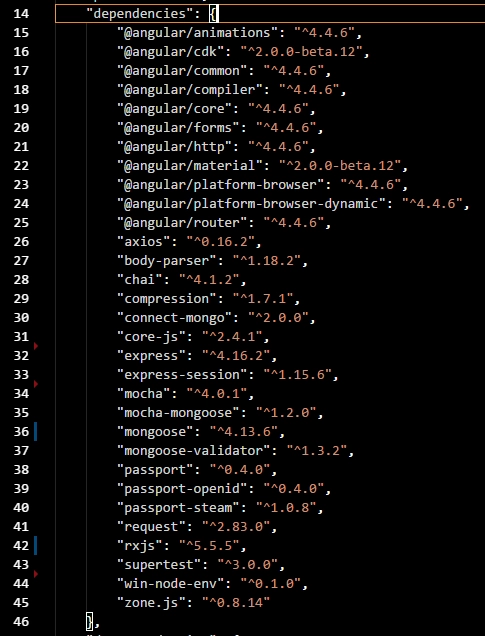 14 "dependencies": {
15 "@angular/animations": "^4.4.6",
16 "@angular/cdk": "^2.0.0-beta.12",
17 "@angular/common": "^4.4.6",
18 "@angular/compiler": "^4.4.6",
19 "@angular/core": "^4.4.6",
20 "@angular/forms": "^4.4.6",
21 "@angular/http": "^4.4.6",
22 "@angular/material": "^2.0.0-beta.12",
23 "@angular/platform-browser": "^4.4.6",
24 "@angular/platform-browser-dynamic": "^4.4.6",
25 "@angular/router": "^4.4.6",
26 "axios": "^0.16.2",
27 "body-parser": "^1.18.2",
28 "chai": "^4.1.2",
29 "compression": "^1.7.1",
30 "connect-mongo": "^2.0.0",
31 "core-js": "^2.4.1",
32 "express": "^4.16.2",
33 "express-session": "^1.15.6",
34 "mocha": "^4.0.1",
35 "mocha-mongoose": "^1.2.0",
36 "mongoose": "^4.13.6",
37 "mongoose-validator": "^1.3.2",
38 "passport": "^0.4.0",
39 "passport-openid": "^0.4.0",
40 "passport-steam": "^1.0.8",
41 "request": "^2.83.0",
42 "rxjs": "^5.5.5",
43 "supertest": "^3.0.0",
44 "win-node-env": "^0.1.0",
45 "zone.js": "^0.8.14"
46 },